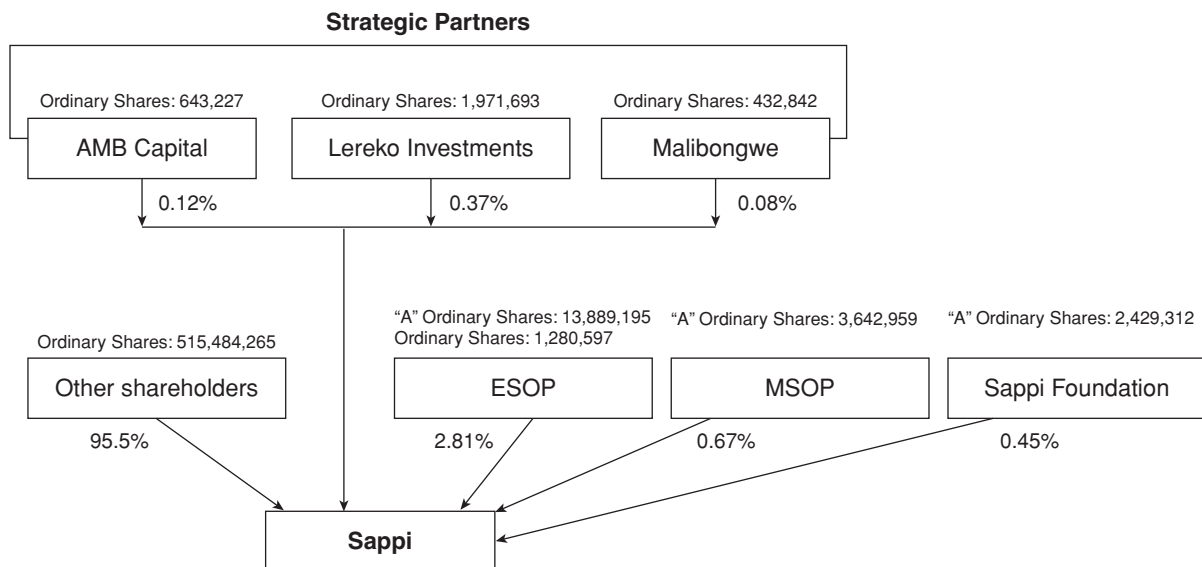 Strategic Partners
Ordinary Shares: 643,227
Ordinary Shares: 1,971,693
Ordinary Shares: 432,842
AMB Capital
Lereko Investments
Malibongwe
0.12%
0.37%
0.08%
Ordinary Shares: 515,484,265
“A” Ordinary Shares: 13,889,195
Ordinary Shares: 1,280,597
“A” Ordinary Shares: 3,642,959
“A” Ordinary Shares: 2,429,312
Other shareholders
ESOP
MSOP
Sappi Foundation
95.5%
2.81%
0.67%
0.45%
Sappi